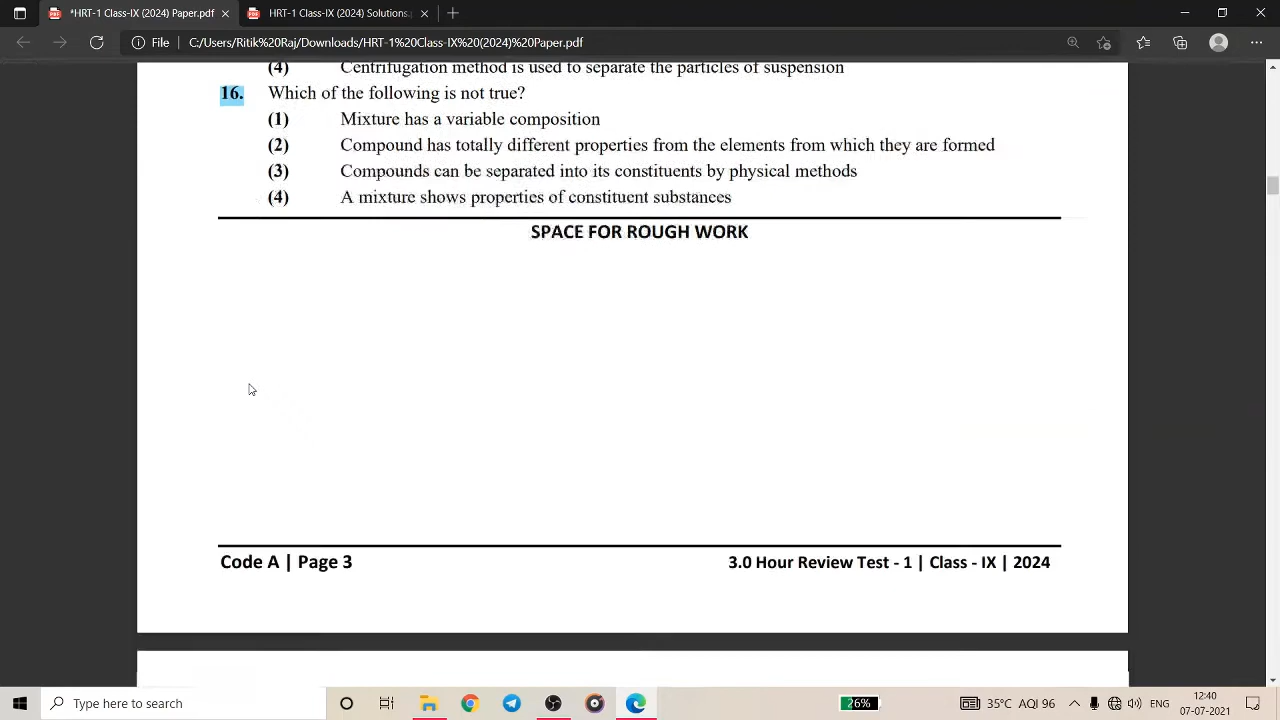 *HRT-1 Class-IX (2024) Paper.pdf
HRT-1 Class-IX (2024) Solutions.
File
C:/Users/Ritik Raj/Downloads/HRT-1%20Class-IX%20(2024)%20Paper.pdf
(4) Centrifugation method is used to separate the particles of suspension
16. Which of the following is not true?
(1) Mixture has a variable composition
(2) Compound has totally different properties from the elements from which they are formed
(3) Compounds can be separated into its constituents by physical methods
(4) A mixture shows properties of constituent substances
SPACE FOR ROUGH WORK
Code A | Page 3
3.0 Hour Review Test - 1 | Class - IX | 2024
Type here to search
26%
35°C AQI 96
ENG
12:40
07-07-2021